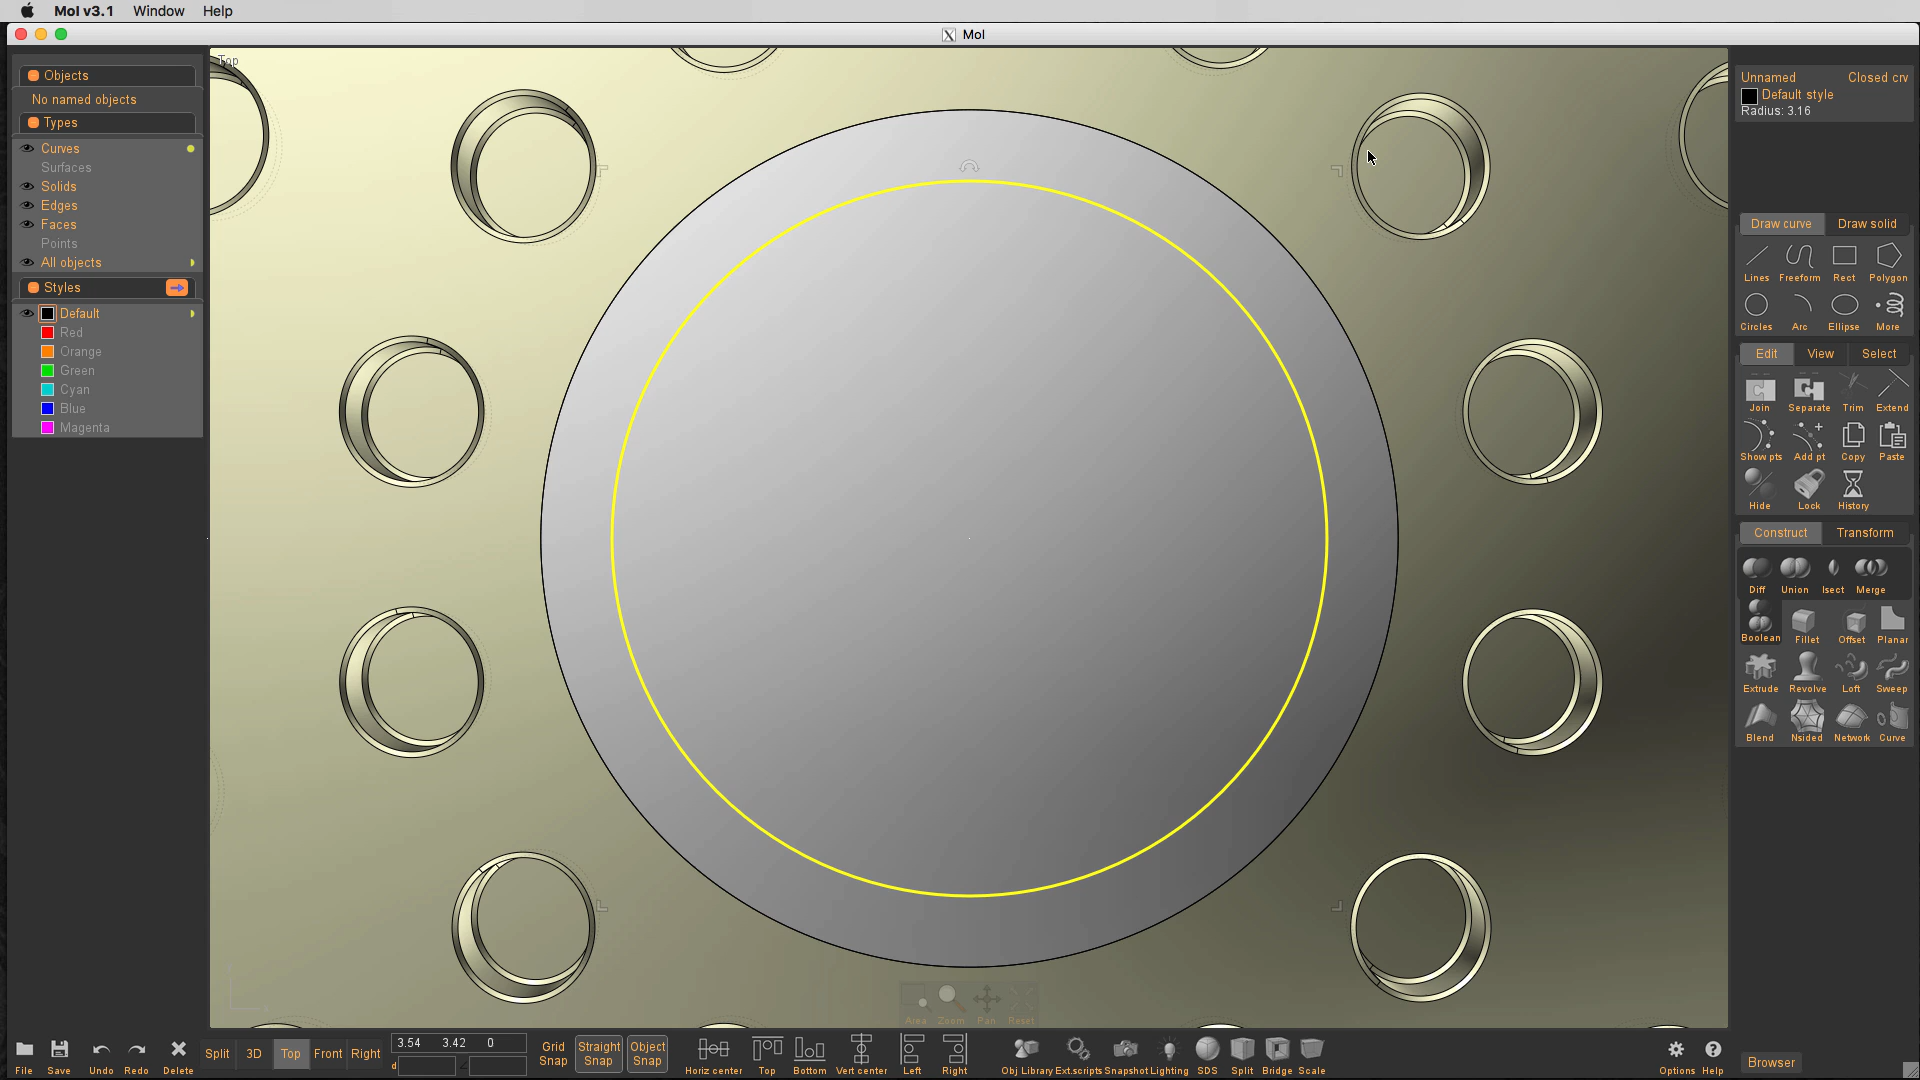 MoI v3.1 Window Help
MoI
Top
Objects
No named objects
Types
Curves
Surfaces
Solids
Edges
Faces
Points
All objects
Styles
Default
Red
Orange
Green
Cyan
Blue
Magenta
Unnamed Closed crv
Default style
Radius: 3.16
Draw curve Draw solid
Lines Freeform Rect Polygon
Circles Arc Ellipse More
Edit View Select
Join Separate Trim Extend
Show pts Add pt Copy Paste
Hide Lock History
Construct Transform
Diff Union Isect Merge
Boolean Fillet Offset Planar
Extrude Revolve Loft Sweep
Blend Nsided Network Curve
Area Zoom Pan Reset
File Save Undo Redo Delete
Split 3D Top Front Right
3.54 3.42 0
d
Grid Snap
Straight Snap
Object Snap
Horiz center Top Bottom Vert center Left Right
Obj Library Ext.scripts Snapshot Lighting SDS Split Bridge Scale
Options Help
Browser